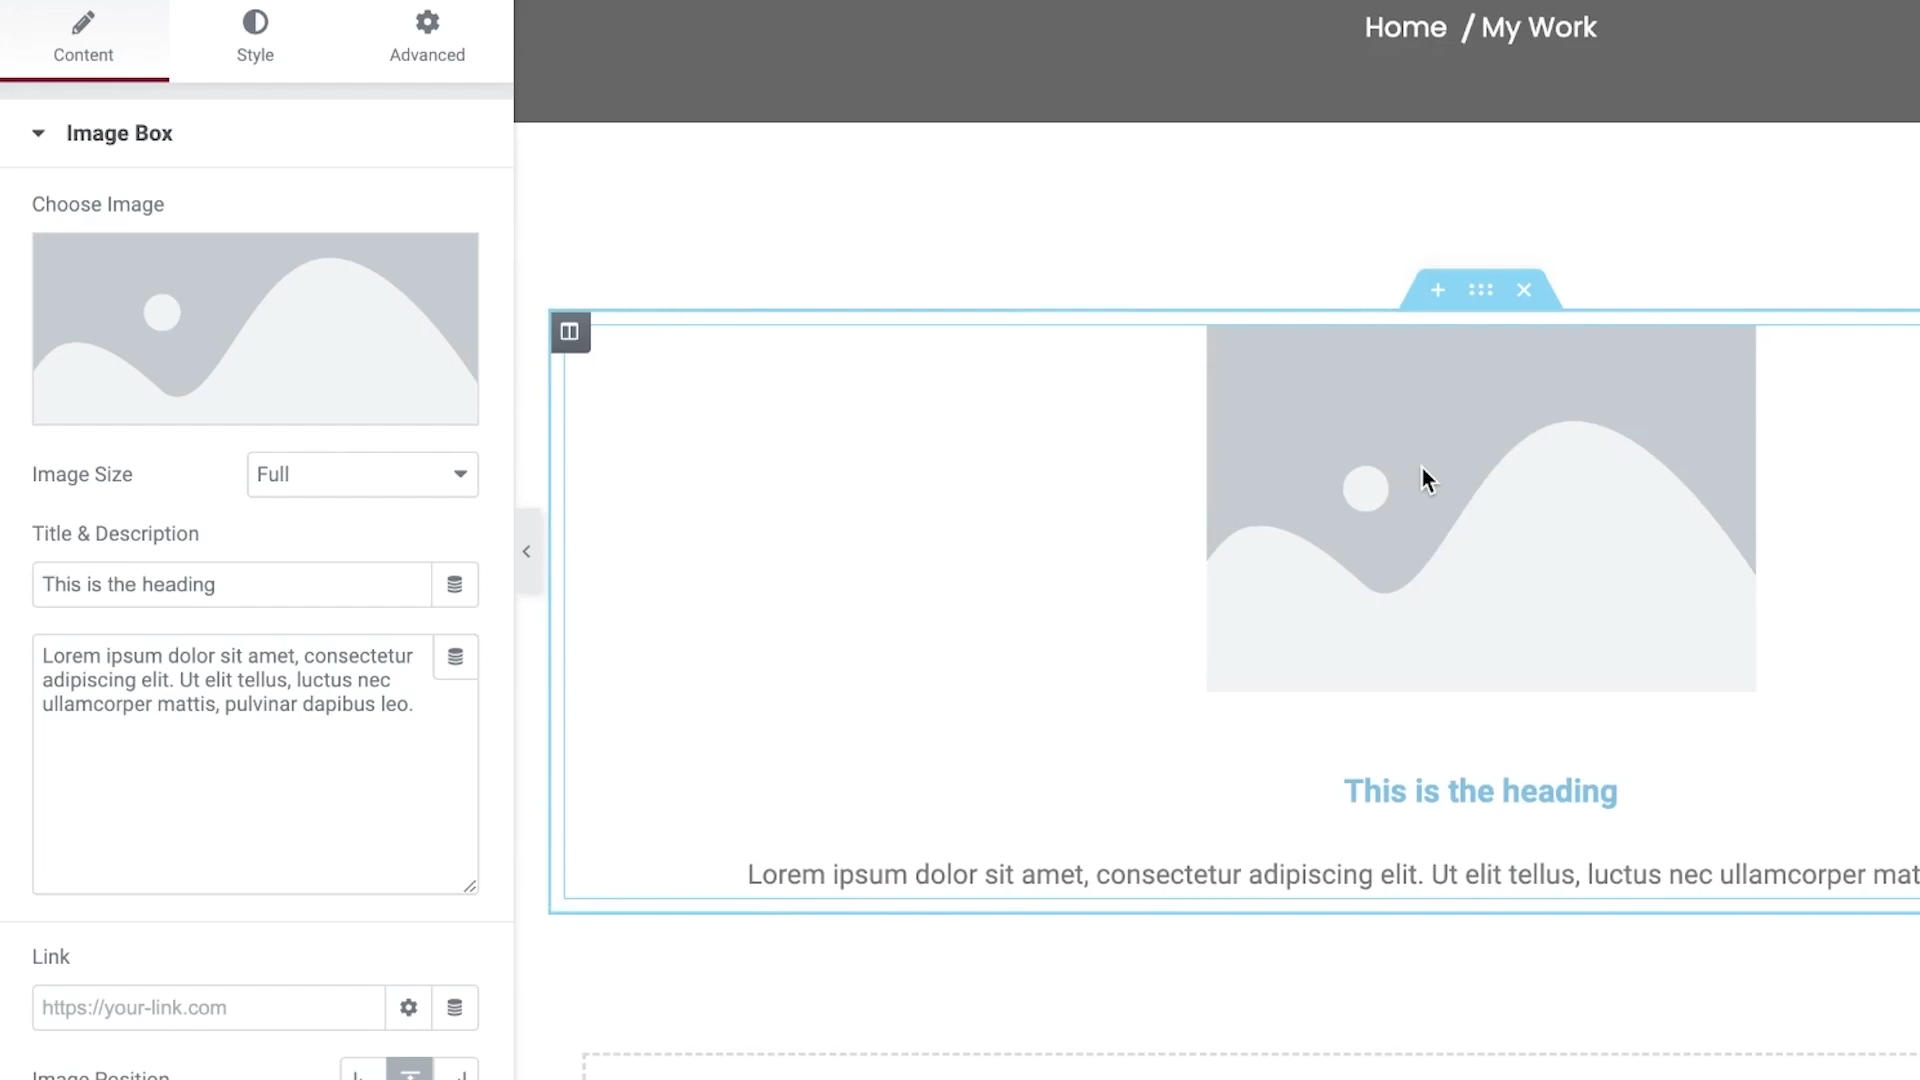 Content
Style
Advanced
Home / My Work
Image Box
Choose Image
Image Size
Full
Title & Description
This is the heading
Lorem ipsum dolor sit amet, consectetur
adipiscing elit. Ut elit tellus, luctus nec
ullamcorper mattis, pulvinar dapibus leo.
Link
https://your-link.com
Image Position
This is the heading
Lorem ipsum dolor sit amet, consectetur adipiscing elit. Ut elit tellus, luctus nec ullamcorper mat